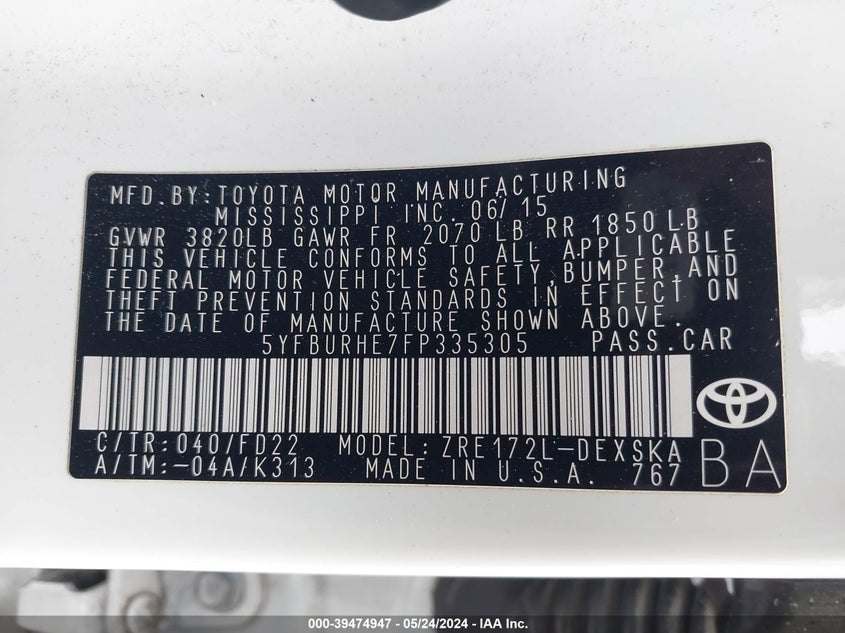 MFD. BY: TOYOTA MOTOR MANUFACTURING
MISSISSIPPI INC. 06/15
GVWR 3820LB GAWR FR 2070 LB RR 1850 LB
THIS VEHICLE CONFORMS TO ALL APPLICABLE
FEDERAL MOTOR VEHICLE SAFETY, BUMPER, AND
THEFT PREVENTION STANDARDS IN EFFECT ON
THE DATE OF MANUFACTURE SHOWN ABOVE.
5YFBURHE7FP335305 PASS.CAR
C/TR: 040/FD22 MODEL: ZRE172L-DEXSKA
A/TM:-04A/K313 MADE IN U.S.A. 767 BA
000-39474947 / 05/24/2024 - IAA Inc.